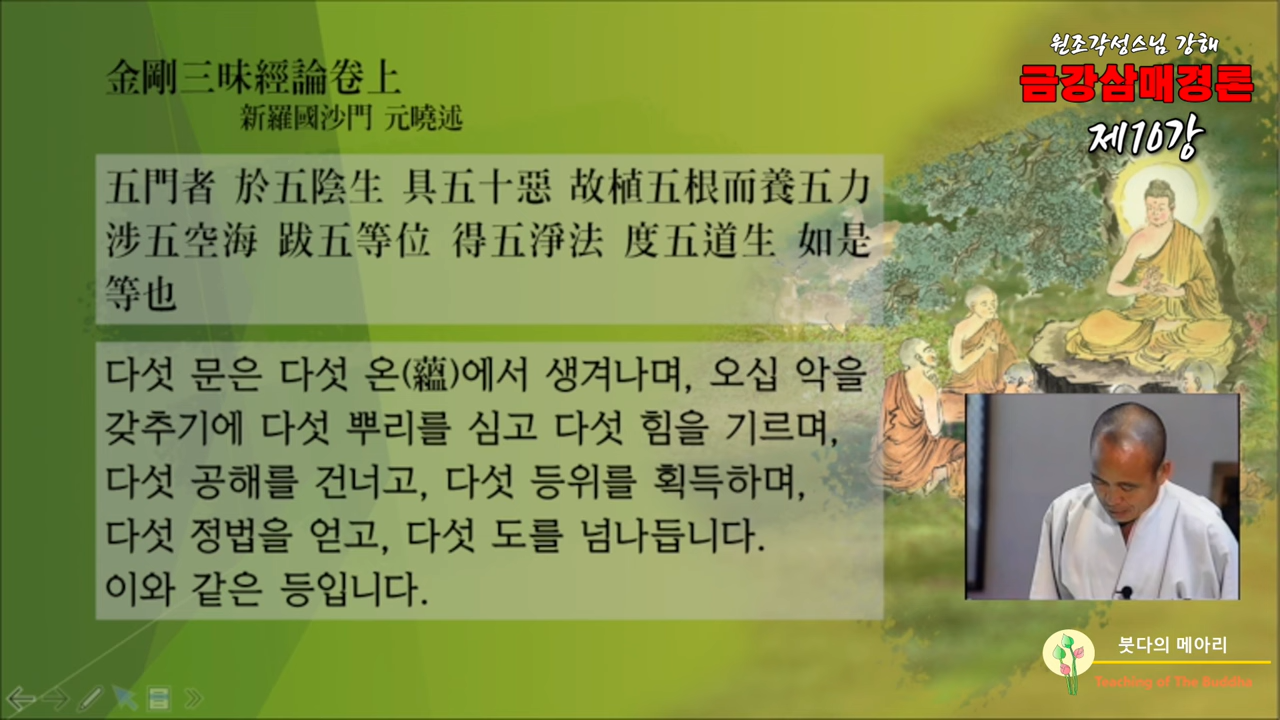 金剛三昧經論卷上
新羅國沙門 元曉述
五門者 於五陰生 具五十惡 故植五根而養五力
涉五空海 跋五等位 得五淨法 度五道生 如是
等也
다섯 문은 다섯 온(蘊)에서 생겨나며, 오십 악을
갖추기에 다섯 뿌리를 심고 다섯 힘을 기르며,
다섯 공해를 건너고, 다섯 등위를 획득하며,
다섯 정법을 얻고, 다섯 도를 넘나듭니다.
이와 같은 등입니다.
원조각성스님 강해
금강삼매경론
제10강
붓다의 메아리
Teaching of The Buddha